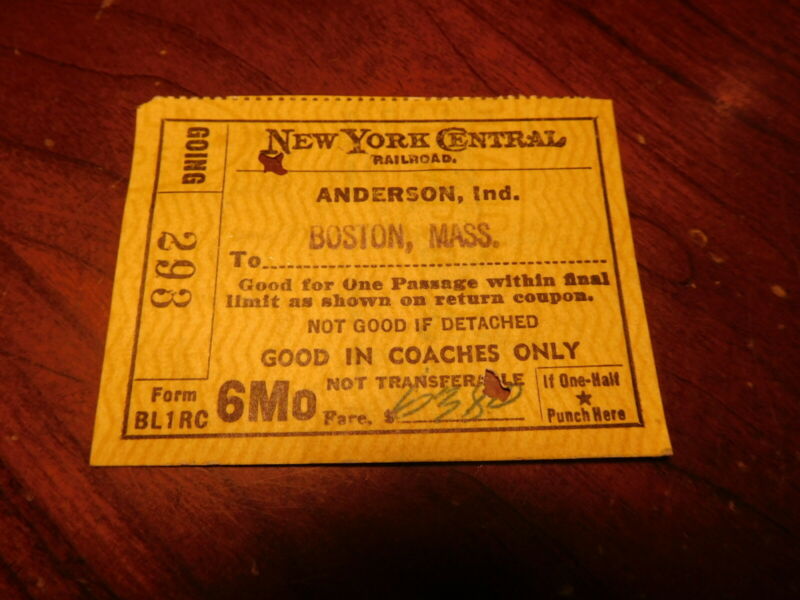 GOING
293
NEW YORK CENTRAL
RAILROAD.
ANDERSON, Ind.
BOSTON, MASS.
To
Good for One Passage within final
limit as shown on return coupon.
NOT GOOD IF DETACHED
GOOD IN COACHES ONLY
NOT TRANSFERABLE
Form
BL1RC
6Mo
Fare, $
If One-Half
★
Punch Here